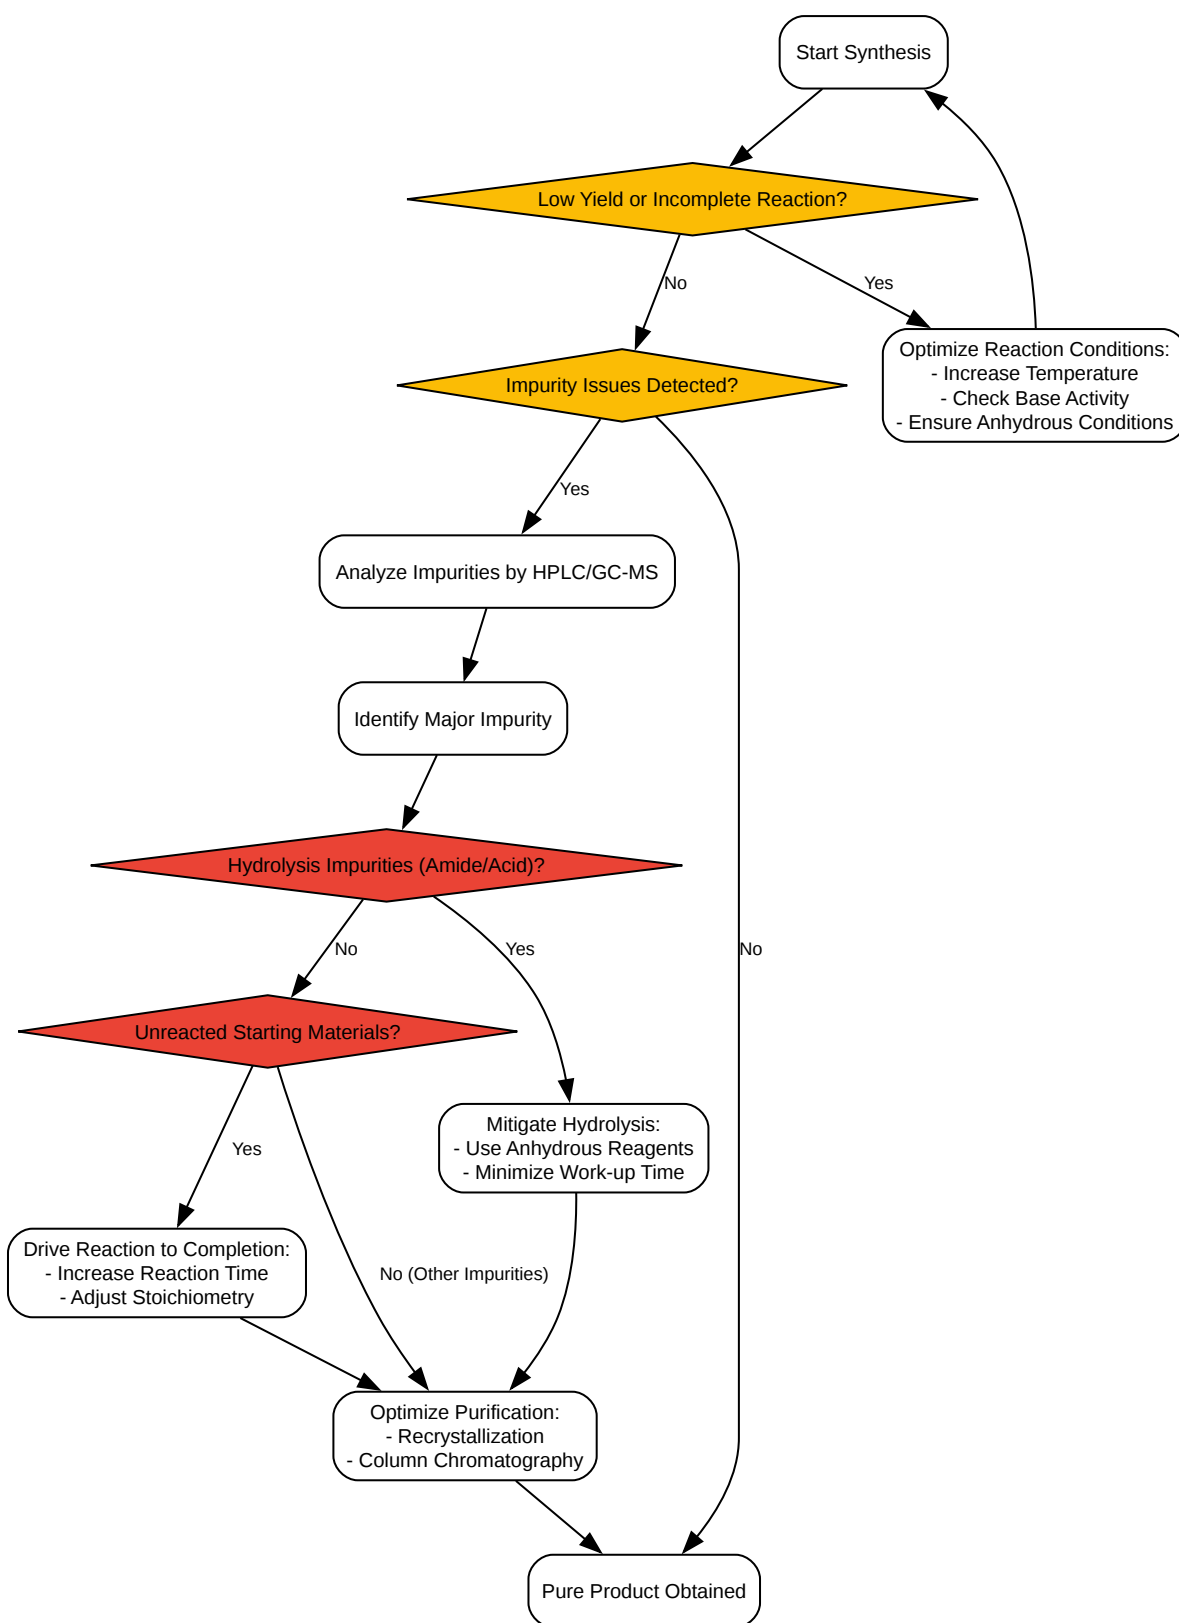 Start Synthesis
Low Yield or Incomplete Reaction?
No
Yes
Optimize Reaction Conditions:
- Increase Temperature
- Check Base Activity
- Ensure Anhydrous Conditions
Impurity Issues Detected?
Yes
No
Analyze Impurities by HPLC/GC-MS
Identify Major Impurity
Hydrolysis Impurities (Amide/Acid)?
No
Yes
Unreacted Starting Materials?
Yes
No (Other Impurities)
Mitigate Hydrolysis:
- Use Anhydrous Reagents
- Minimize Work-up Time
Drive Reaction to Completion:
- Increase Reaction Time
- Adjust Stoichiometry
Optimize Purification:
- Recrystallization
- Column Chromatography
Pure Product Obtained